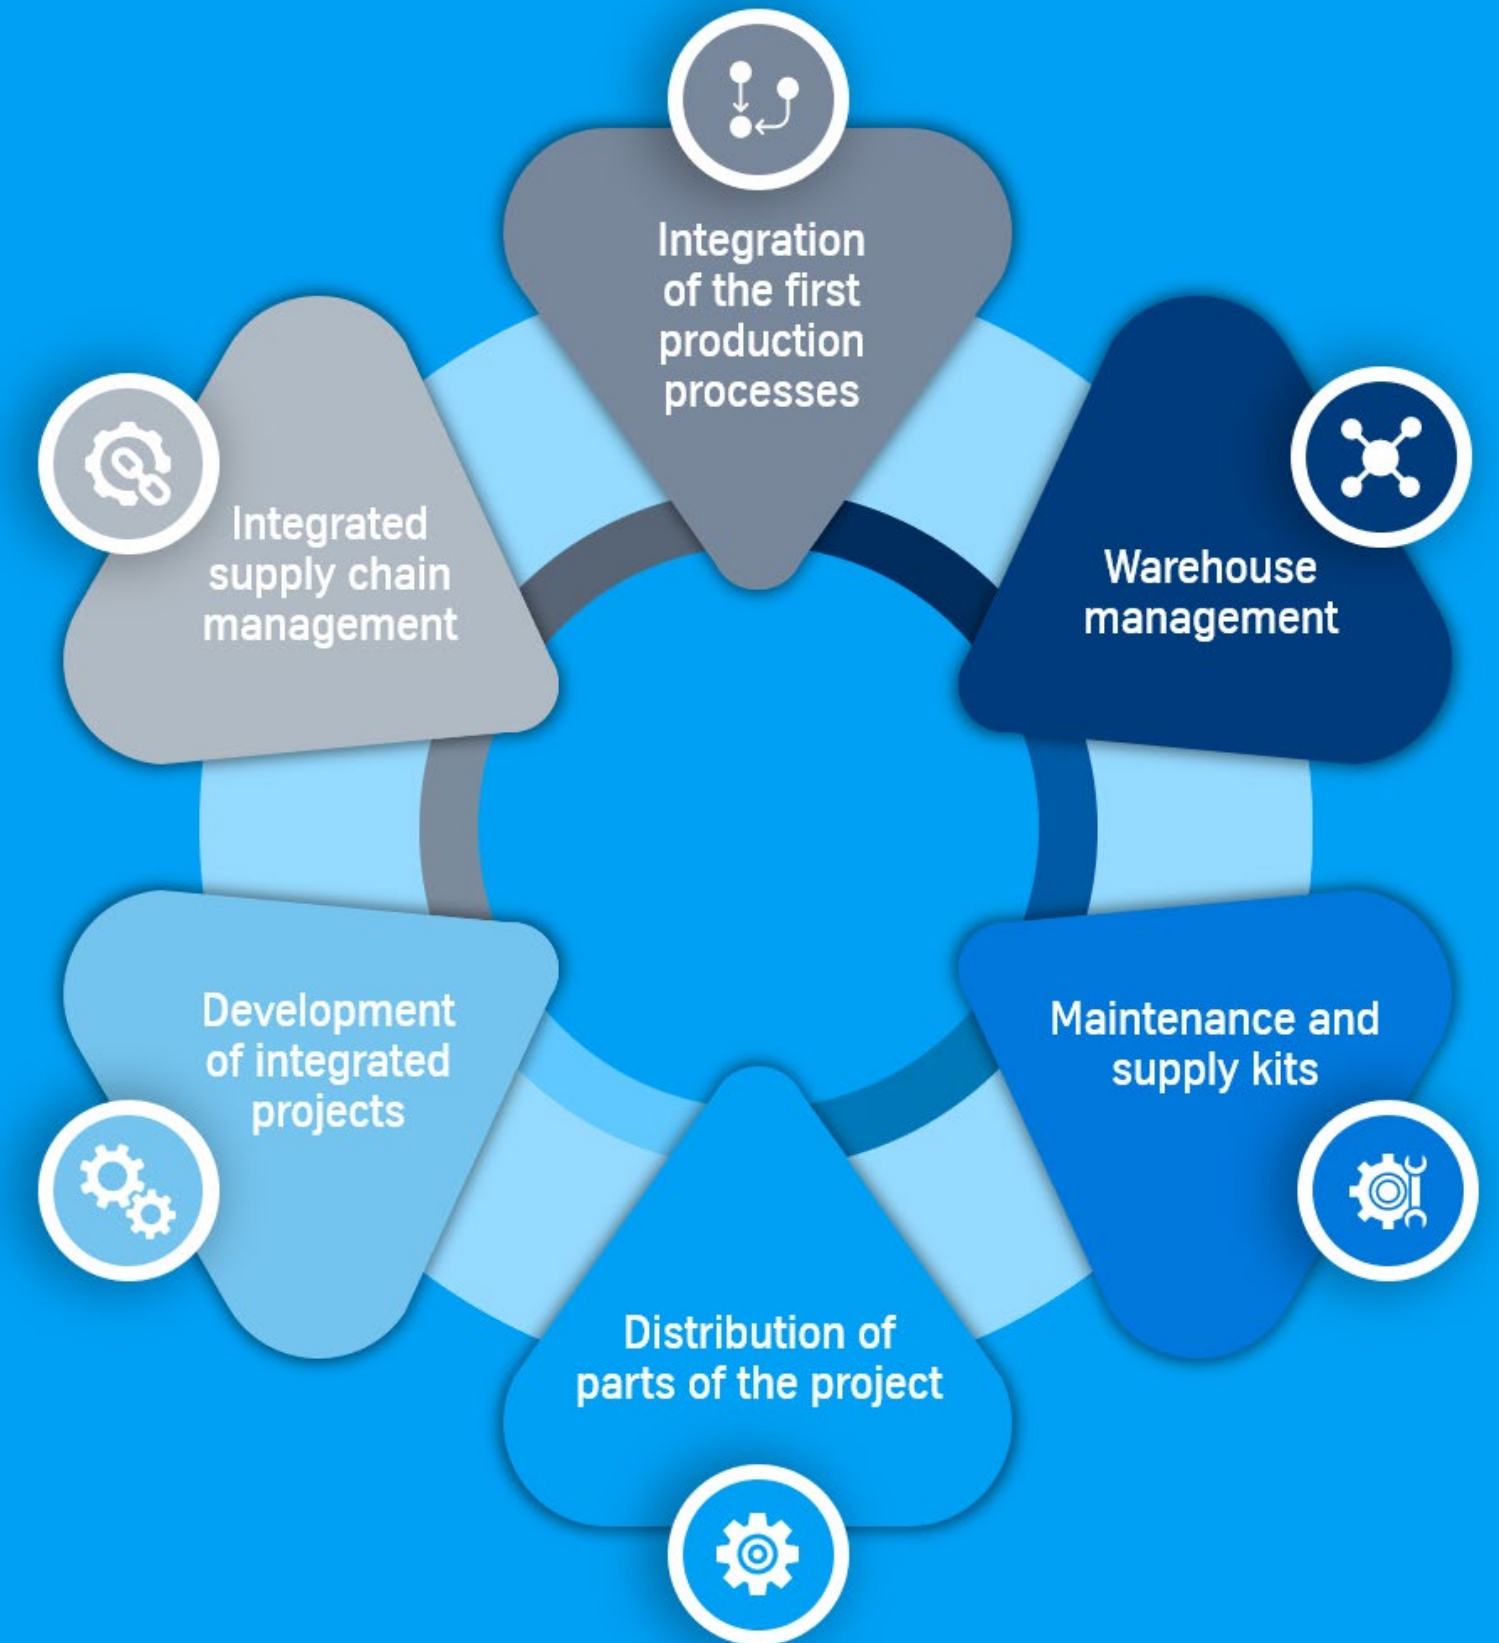 Integration
of the first
production
processes
Warehouse
management
Maintenance and
supply kits
Distribution of
parts of the project
Development
of integrated
projects
Integrated
supply chain
management